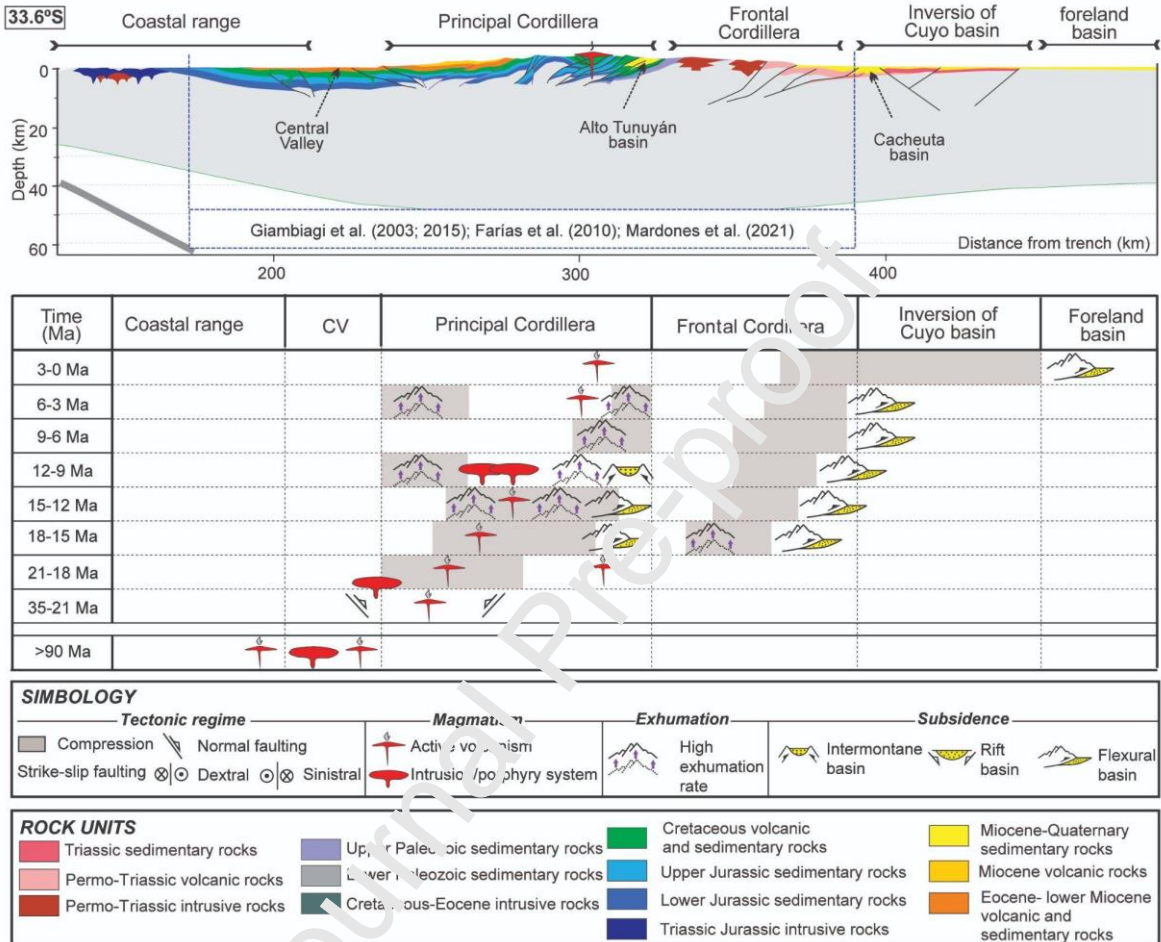 33.6ºS
Coastal range
Principal Cordillera
Frontal
Cordillera
Inversio of
Cuyo basin
foreland
basin
0
20
40
60
Depth (km)
Central
Valley
Alto Tunuyán
basin
Cacheuta
basin
Giambiagi et al. (2003; 2015); Farías et al. (2010); Mardones et al. (2021)
Distance from trench (km)
200
300
400
Time
(Ma)
Coastal range
CV
Principal Cordillera
Frontal Cordillera
Inversion of
Cuyo basin
Foreland
basin
3-0 Ma
6-3 Ma
9-6 Ma
12-9 Ma
15-12 Ma
18-15 Ma
21-18 Ma
35-21 Ma
>90 Ma
Journal Pre-proof
SIMBOLOGY
Tectonic regime
Compression
Normal faulting
Strike-slip faulting
Dextral
Sinistral
Magmatism
Active volcanism
Intrusion/porphyry system
Exhumation
High
exhumation
rate
Subsidence
Intermontane
basin
Rift
basin
Flexural
basin
ROCK UNITS
Triassic sedimentary rocks
Permo-Triassic volcanic rocks
Permo-Triassic intrusive rocks
Upper Paleozoic sedimentary rocks
Lower Paleozoic sedimentary rocks
Cretaceous-Eocene intrusive rocks
Cretaceous volcanic
and sedimentary rocks
Upper Jurassic sedimentary rocks
Lower Jurassic sedimentary rocks
Triassic Jurassic intrusive rocks
Miocene-Quaternary
sedimentary rocks
Miocene volcanic rocks
Eocene- lower Miocene
volcanic and
sedimentary rocks